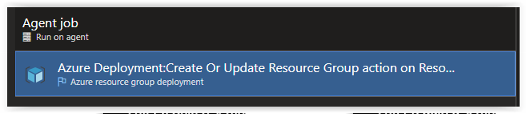 Agent job
Run on agent
Azure Deployment:Create Or Update Resource Group action on Reso...
Azure resource group deployment